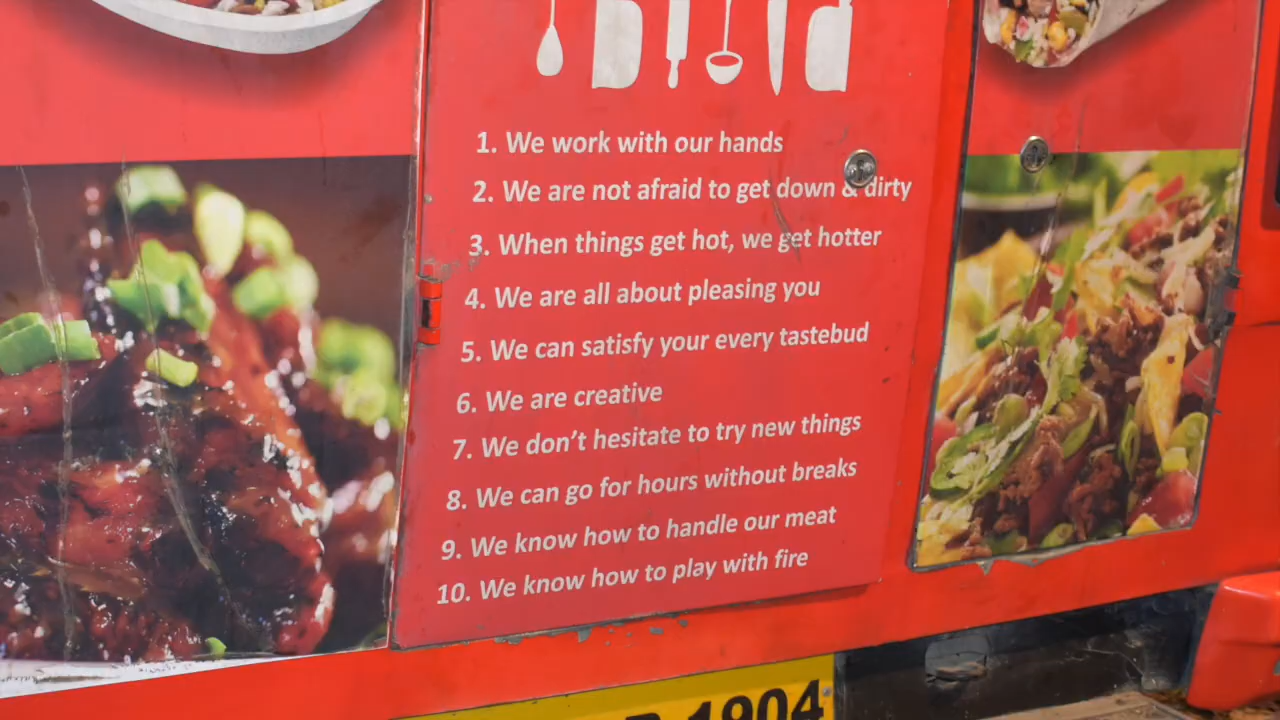 1. We work with our hands
2. We are not afraid to get down & dirty
3. When things get hot, we get hotter
4. We are all about pleasing you
5. We can satisfy your every tastebud
6. We are creative
7. We don't hesitate to try new things
8. We can go for hours without breaks
9. We know how to handle our meat
10. We know how to play with fire
1904